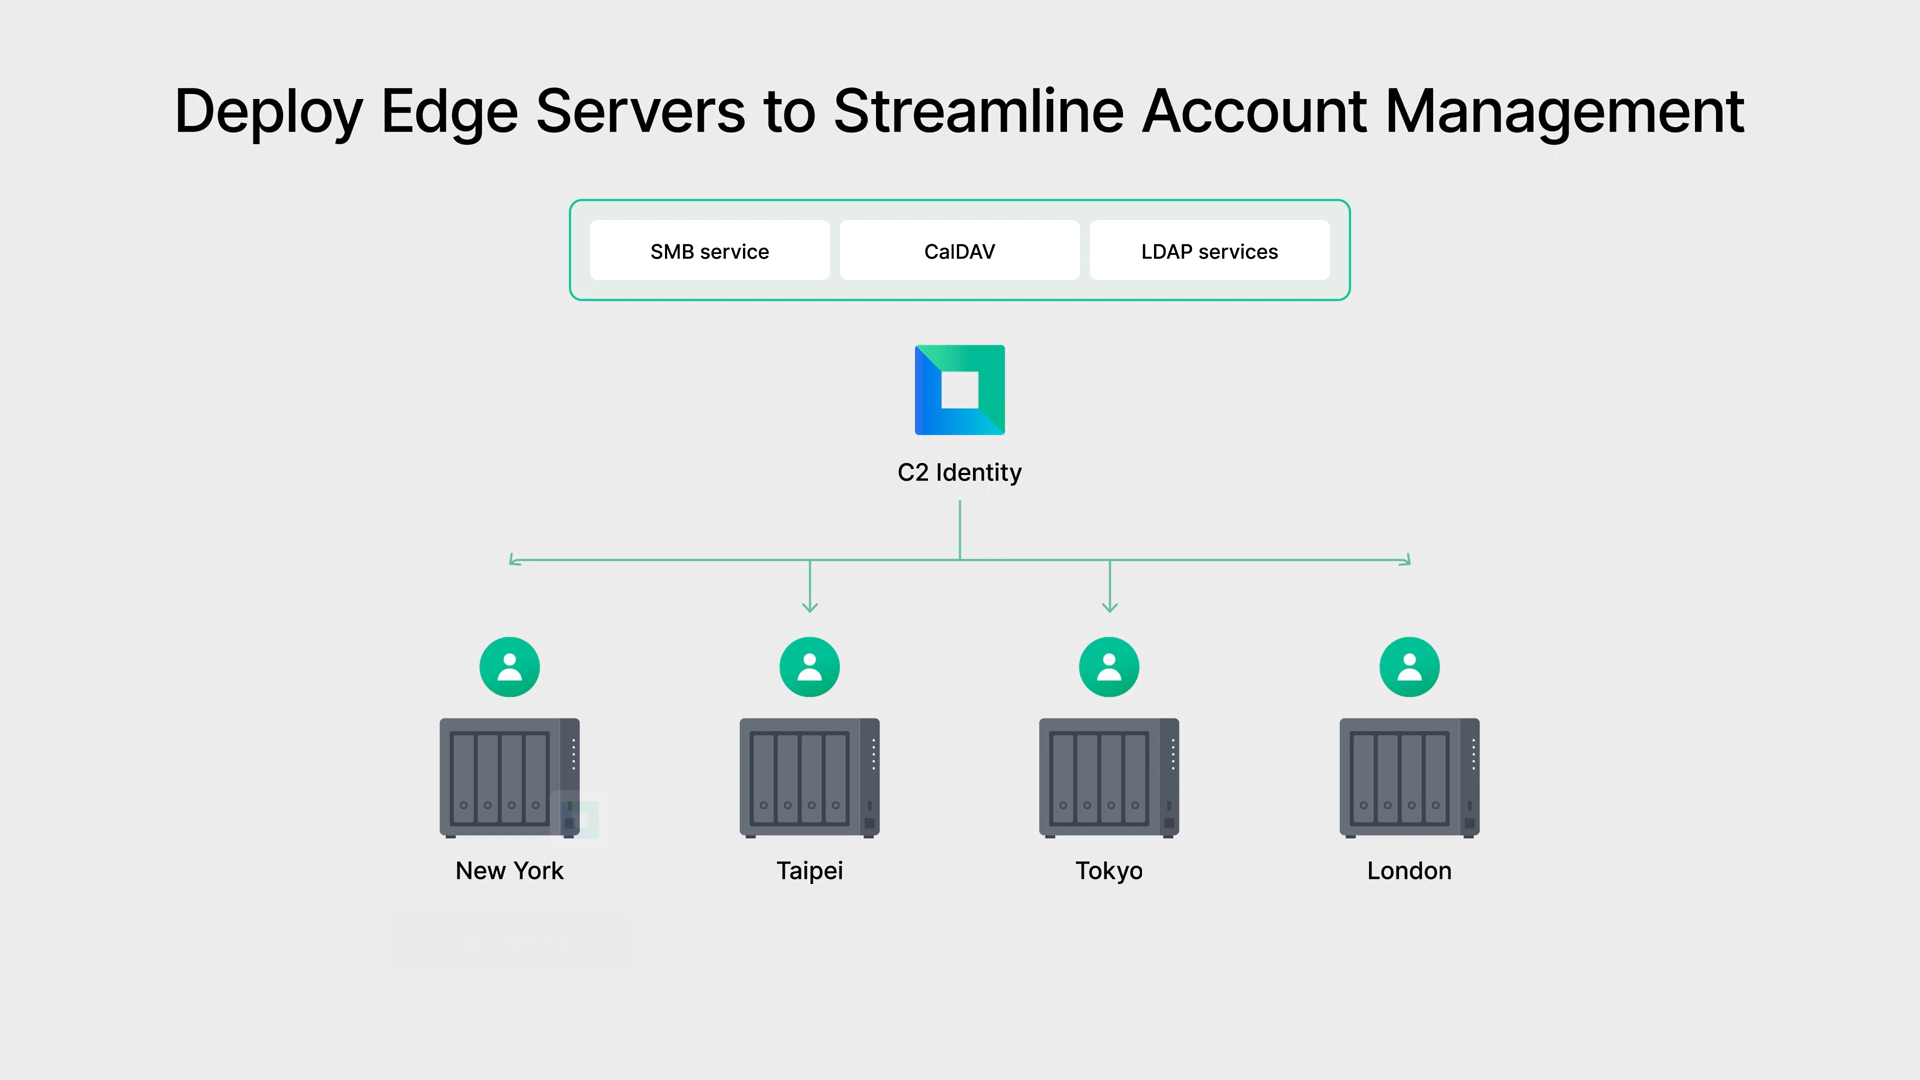 Deploy Edge Servers to Streamline Account Management
SMB service
CalDAV
LDAP services
C2 Identity
New York
Taipei
Tokyo
London